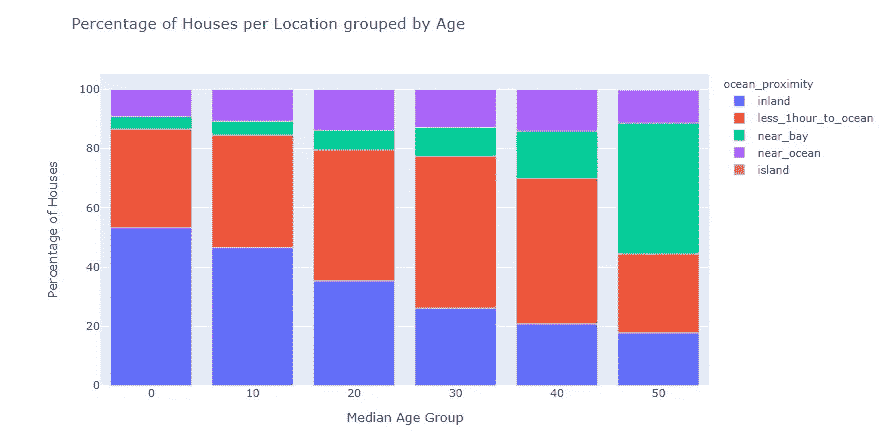 Percentage of Houses per Location grouped by Age
ocean_proximity
inland
less_1hour_to_ocean
near_bay
near_ocean
island
Percentage of Houses
100
80
60
40
20
0
0 10 20 30 40 50
Median Age Group